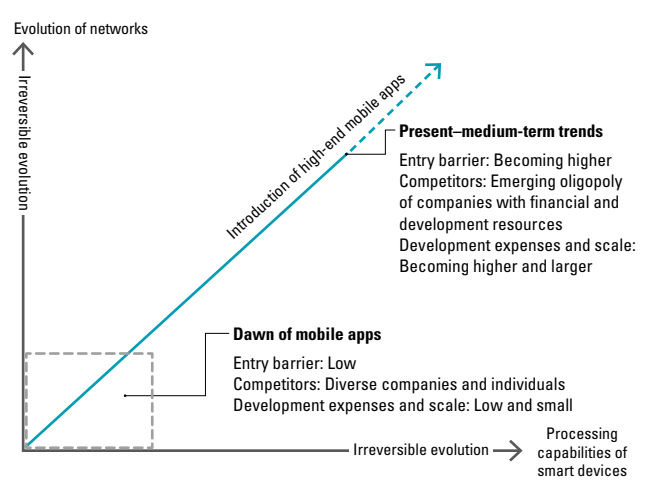 Evolution of networks
Irreversible evolution
Introduction of high-end mobile apps
Present–medium-term trends
Entry barrier: Becoming higher
Competitors: Emerging oligopoly
of companies with financial and
development resources
Development expenses and scale:
Becoming higher and larger
Dawn of mobile apps
Entry barrier: Low
Competitors: Diverse companies and individuals
Development expenses and scale: Low and small
Irreversible evolution
Processing
capabilities of
smart devices